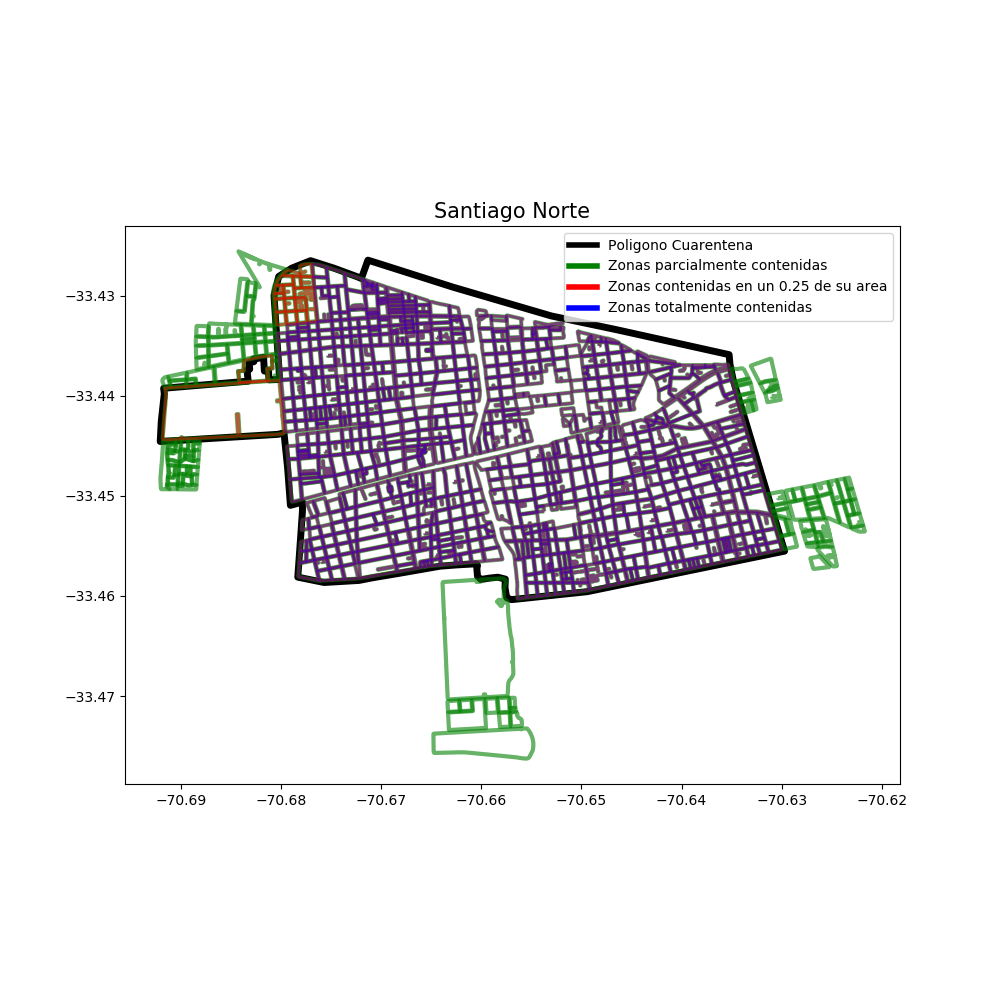 Santiago Norte
Poligono Cuarentena
Zonas parcialmente contenidas
Zonas contenidas en un 0.25 de su area
Zonas totalmente contenidas
−33.43
−33.44
−33.45
−33.46
−33.47
−70.69 −70.68 −70.67 −70.66 −70.65 −70.64 −70.63 −70.62